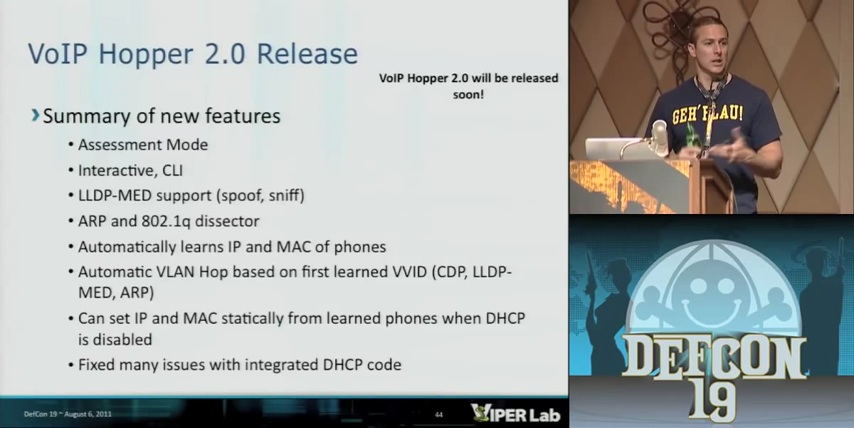 VoIP Hopper 2.0 Release
VoIP Hopper 2.0 will be released
soon!
Summary of new features
• Assessment Mode
• Interactive, CLI
• LLDP-MED support (spoof, sniff)
• ARP and 802.1q dissector
• Automatically learns IP and MAC of phones
• Automatic VLAN Hop based on first learned VVID (CDP, LLDP-
MED, ARP)
• Can set IP and MAC statically from learned phones when DHCP
is disabled
• Fixed many issues with integrated DHCP code
DefCon 19 ~ August 6, 2011
44
VIPER Lab
DEFCON
19